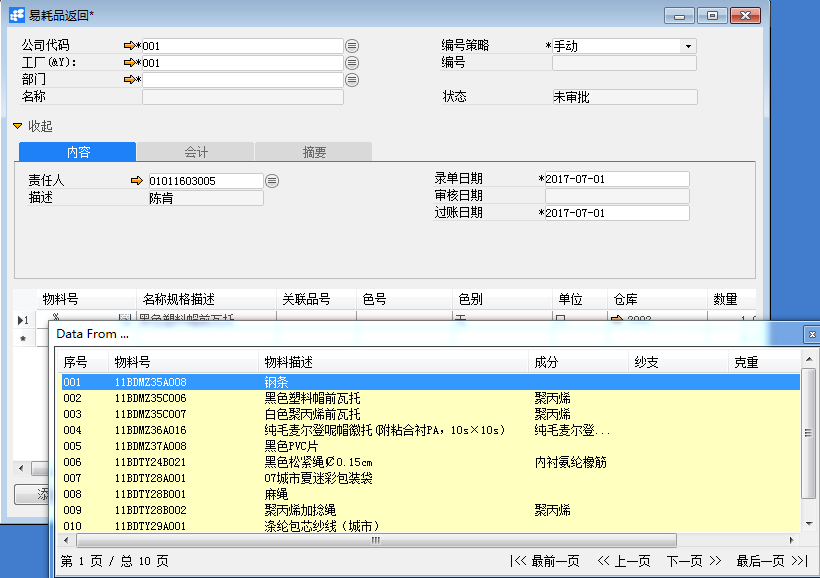 易耗品返回*
公司代码 *001 编号策略 *手动
工厂(&Y): *001 编号
部门 *
名称 状态 未审批
收起
内容 会计 摘要
责任人 01011603005 录单日期 *2017-07-01
描述 陈肯 审核日期
过账日期 *2017-07-01
物料号 名称规格描述 关联品号 色号 色别 单位 仓库 数量
1 % 黑色塑料帽前瓦托
*
Data From ...
序号 物料号 物料描述 成分 纱支 克重
001 11BDMZ35A008 钢条
002 11BDMZ35C006 黑色塑料帽前瓦托 聚丙烯
003 11BDMZ35C007 白色聚丙烯前瓦托 聚丙烯
004 11BDMZ36A016 纯毛麦尔登呢帽徽托(附粘合衬PA，10s×10s) 纯毛麦尔登...
005 11BDMZ37A008 黑色PVC片
006 11BDTY24B021 黑色松紧绳₡0.15cm 内衬氨纶橡筋
007 11BDTY28A001 07城市夏迷彩包装袋
008 11BDTY28B001 麻绳
009 11BDTY28B002 聚丙烯加捻绳 聚丙烯
010 11BDTY29A001 涤纶包芯纱线（城市）
第 1 页 / 总 10 页 |<< 最前一页 << 上一页 下一页 >> 最后一页 >>|